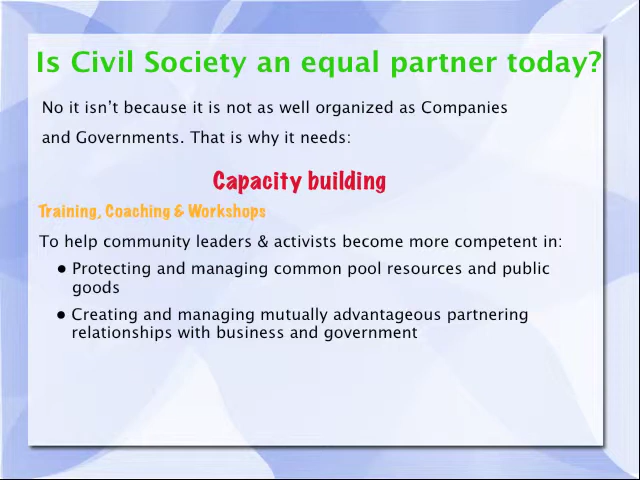 Is Civil Society an equal partner today?
No it isn't because it is not as well organized as Companies
and Governments. That is why it needs:
Capacity building
Training, Coaching & Workshops
To help community leaders & activists become more competent in:
• Protecting and managing common pool resources and public
goods
• Creating and managing mutually advantageous partnering
relationships with business and government